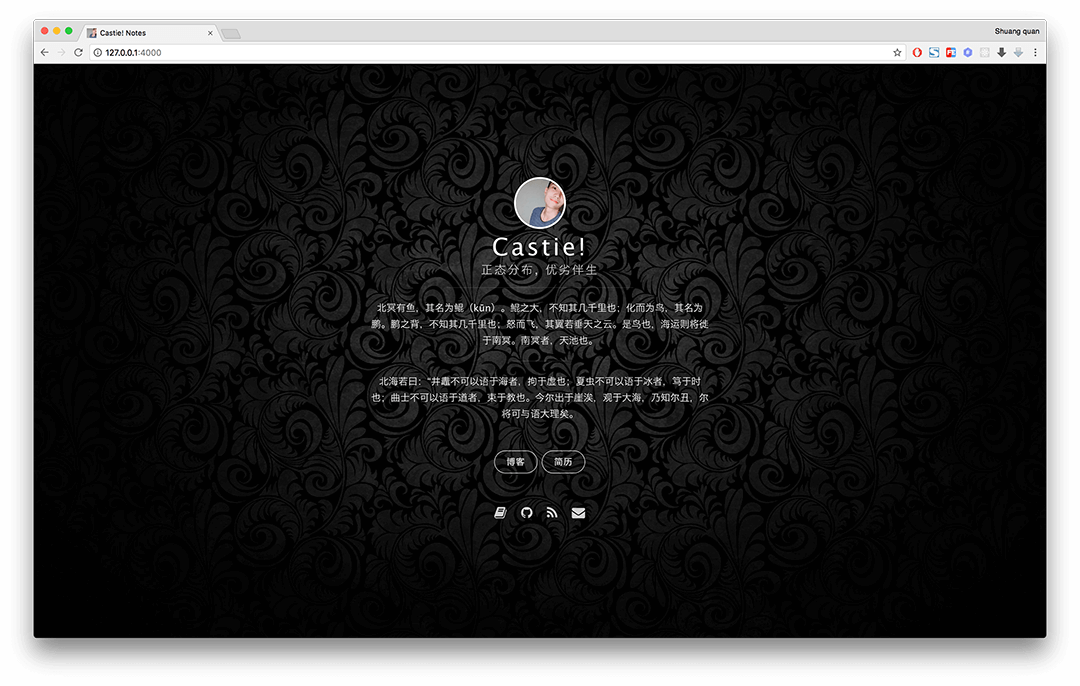 Castie! Notes
Shuang quan
127.0.0.1:4000
Castie!
正态分布，优劣伴生
北冥有鱼，其名为鲲（kūn）。鲲之大，不知其几千里也；化而为鸟，其名为
鹏。鹏之背，不知其几千里也；怒而飞，其翼若垂天之云。是鸟也，海运则将徙
于南冥。南冥者，天池也。
北海若曰：“井鼃不可以语于海者，拘于虚也；夏虫不可以语于冰者，笃于时
也；曲士不可以语于道者，束于教也。今尔出于崖涘，观于大海，乃知尔丑，尔
将可与语大理矣。
博客
简历